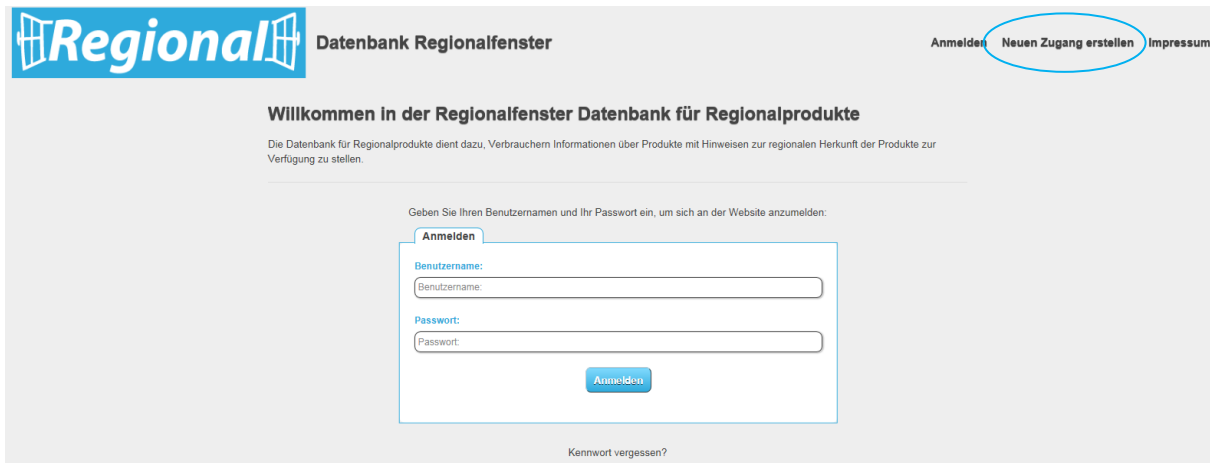 Regional
Datenbank Regionalfenster
Anmelden Neuen Zugang erstellen Impressum
Willkommen in der Regionalfenster Datenbank für Regionalprodukte
Die Datenbank für Regionalprodukte dient dazu, Verbrauchern Informationen über Produkte mit Hinweisen zur regionalen Herkunft der Produkte zur
Verfügung zu stellen.
Geben Sie Ihren Benutzernamen und Ihr Passwort ein, um sich an der Website anzumelden:
Anmelden
Benutzername:
Benutzername:
Passwort:
Passwort:
Anmelden
Kennwort vergessen?